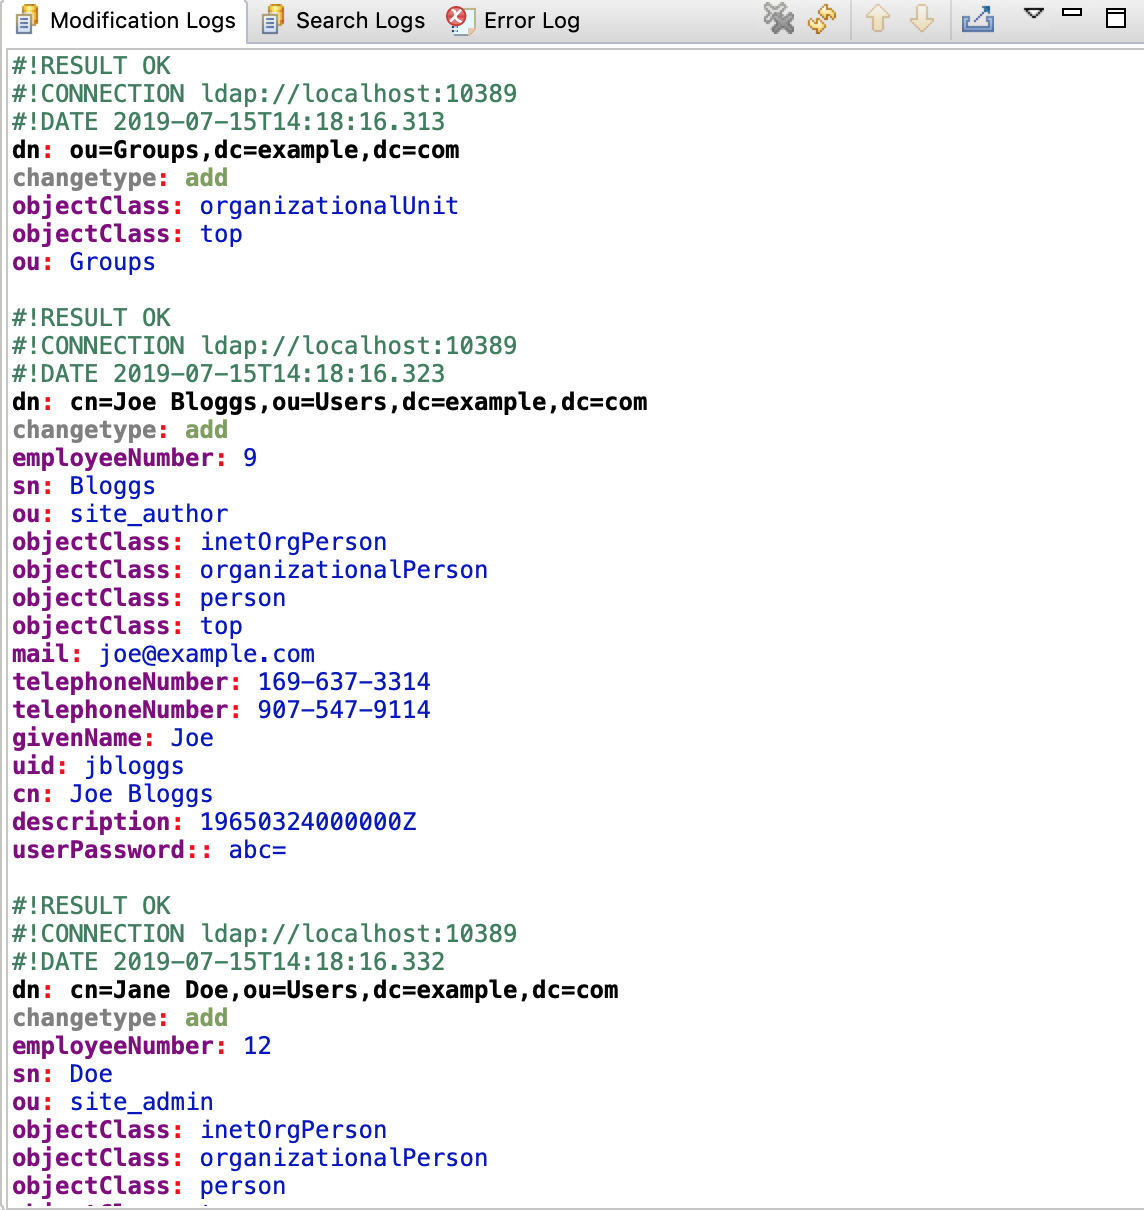 Modification Logs Search Logs Error Log
#!RESULT OK
#!CONNECTION ldap://localhost:10389
#!DATE 2019-07-15T14:18:16.313
dn: ou=Groups,dc=example,dc=com
changetype: add
objectClass: organizationalUnit
objectClass: top
ou: Groups

#!RESULT OK
#!CONNECTION ldap://localhost:10389
#!DATE 2019-07-15T14:18:16.323
dn: cn=Joe Bloggs,ou=Users,dc=example,dc=com
changetype: add
employeeNumber: 9
sn: Bloggs
ou: site_author
objectClass: inetOrgPerson
objectClass: organizationalPerson
objectClass: person
objectClass: top
mail: joe@example.com
telephoneNumber: 169-637-3314
telephoneNumber: 907-547-9114
givenName: Joe
uid: jbloggs
cn: Joe Bloggs
description: 19650324000000Z
userPassword:: abc=

#!RESULT OK
#!CONNECTION ldap://localhost:10389
#!DATE 2019-07-15T14:18:16.332
dn: cn=Jane Doe,ou=Users,dc=example,dc=com
changetype: add
employeeNumber: 12
sn: Doe
ou: site_admin
objectClass: inetOrgPerson
objectClass: organizationalPerson
objectClass: person